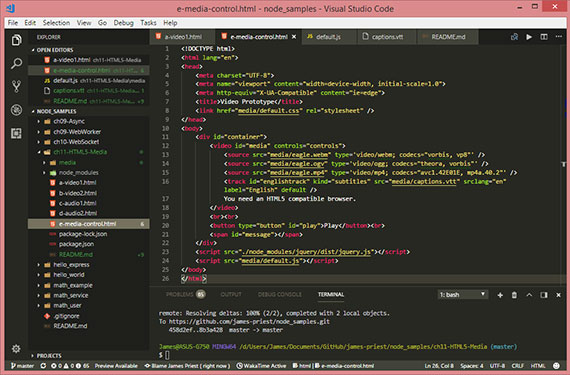 e-media-control.html - node_samples - Visual Studio Code
File Edit Selection View Go Debug Tasks Help
EXPLORER
OPEN EDITORS
a-video1.html ch11-HTML5-Media
e-media-control.html ch11-HT... 6
default.js ch11-HTML5-Media\media
captions.vtt ch11-HTML5-Med...
README.md ch11-HTML5-M... +9
NODE_SAMPLES
ch09-Async
ch09-WebWorker
ch10-WebSocket
ch11-HTML5-Media
media
node_modules
a-video1.html
b-video2.html
c-audio1.html
d-audio2.html
e-media-control.html 6
package-lock.json
package.json
README.md +9
hello_express
hello_world
math_example
math_service
math_user
.gitignore
README.md
PROJECTS
a-video1.html e-media-control.html default.js captions.vtt README.md
1 <!DOCTYPE html>
2 <html lang="en">
3 <head>
4 <meta charset="UTF-8">
5 <meta name="viewport" content="width=device-width, initial-scale=1.0">
6 <meta http-equiv="X-UA-Compatible" content="ie=edge">
7 <title>Video Prototype</title>
8 <link href="media/default.css" rel="stylesheet" />
9 </head>
10 <body>
11 <div id="container">
12 <video id="media" controls="controls">
13 <source src="media/eagle.webm" type='video/webm; codecs="vorbis, vp8"' />
14 <source src="media/eagle.ogv" type='video/ogg; codecs="theora, vorbis"' />
15 <source src="media/eagle.mp4" type='video/mp4; codecs="avc1.42E01E, mp4a.40.2"' />
16 <track id="englishtrack" kind="subtitles" src="media/captions.vtt" srclang="en"
label="English" default />
17 You need an HTML5 compatible browser.
18 </video>
19 <br><br>
20 <button type="button" id="play">Play</button><br>
21 <span id="message"></span>
22 </div>
23 <script src="./node_modules/jquery/dist/jquery.js"></script>
24 <script src="media/default.js"></script>
25 </body>
26 </html>
PROBLEMS 85 OUTPUT DEBUG CONSOLE TERMINAL 1: bash
remote: Resolving deltas: 100% (2/2), completed with 2 local objects.
To https://github.com/james-priest/node_samples.git
458d2ef..8b3a428 master -> master
James@ASUS-G750 MINGW64 /d/Users/James/Documents/GitHub/james-priest/node_samples/ch11-HTML5-Media (master)
$
master 0 6 79 Preview Available Blame James Priest ( right now ) WakaTime Active html | e-media-control.html Ln 26, Col 8 Spaces: 4 UTF-8 CRLF HTML